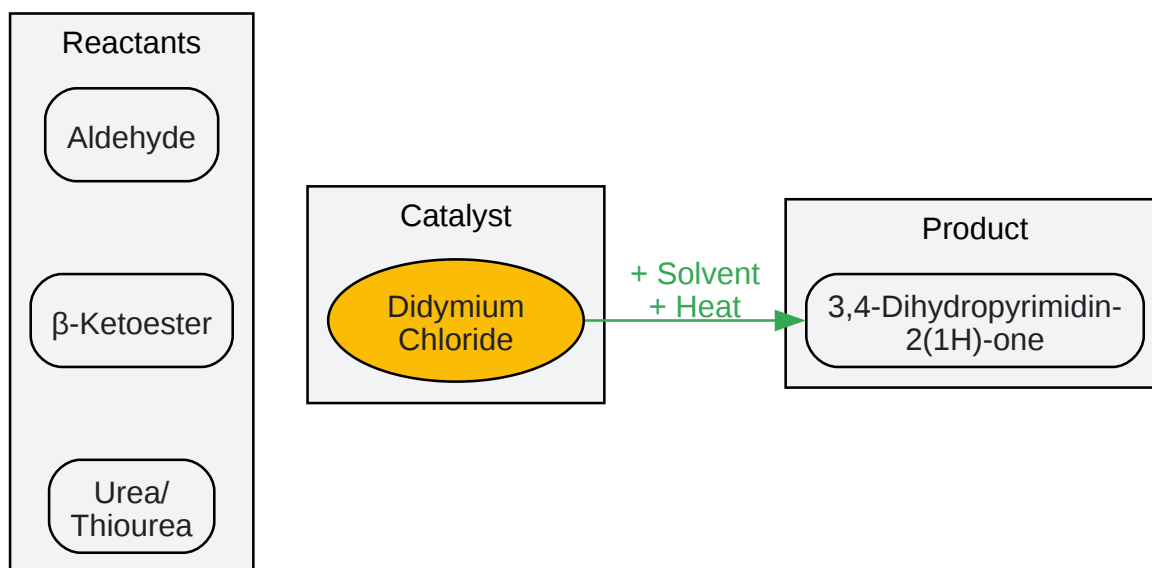 Reactants
Aldehyde
β-Ketoester
Urea/
Thiourea
Catalyst
Didymium
Chloride
+ Solvent
+ Heat
Product
3,4-Dihydropyrimidin-
2(1H)-one